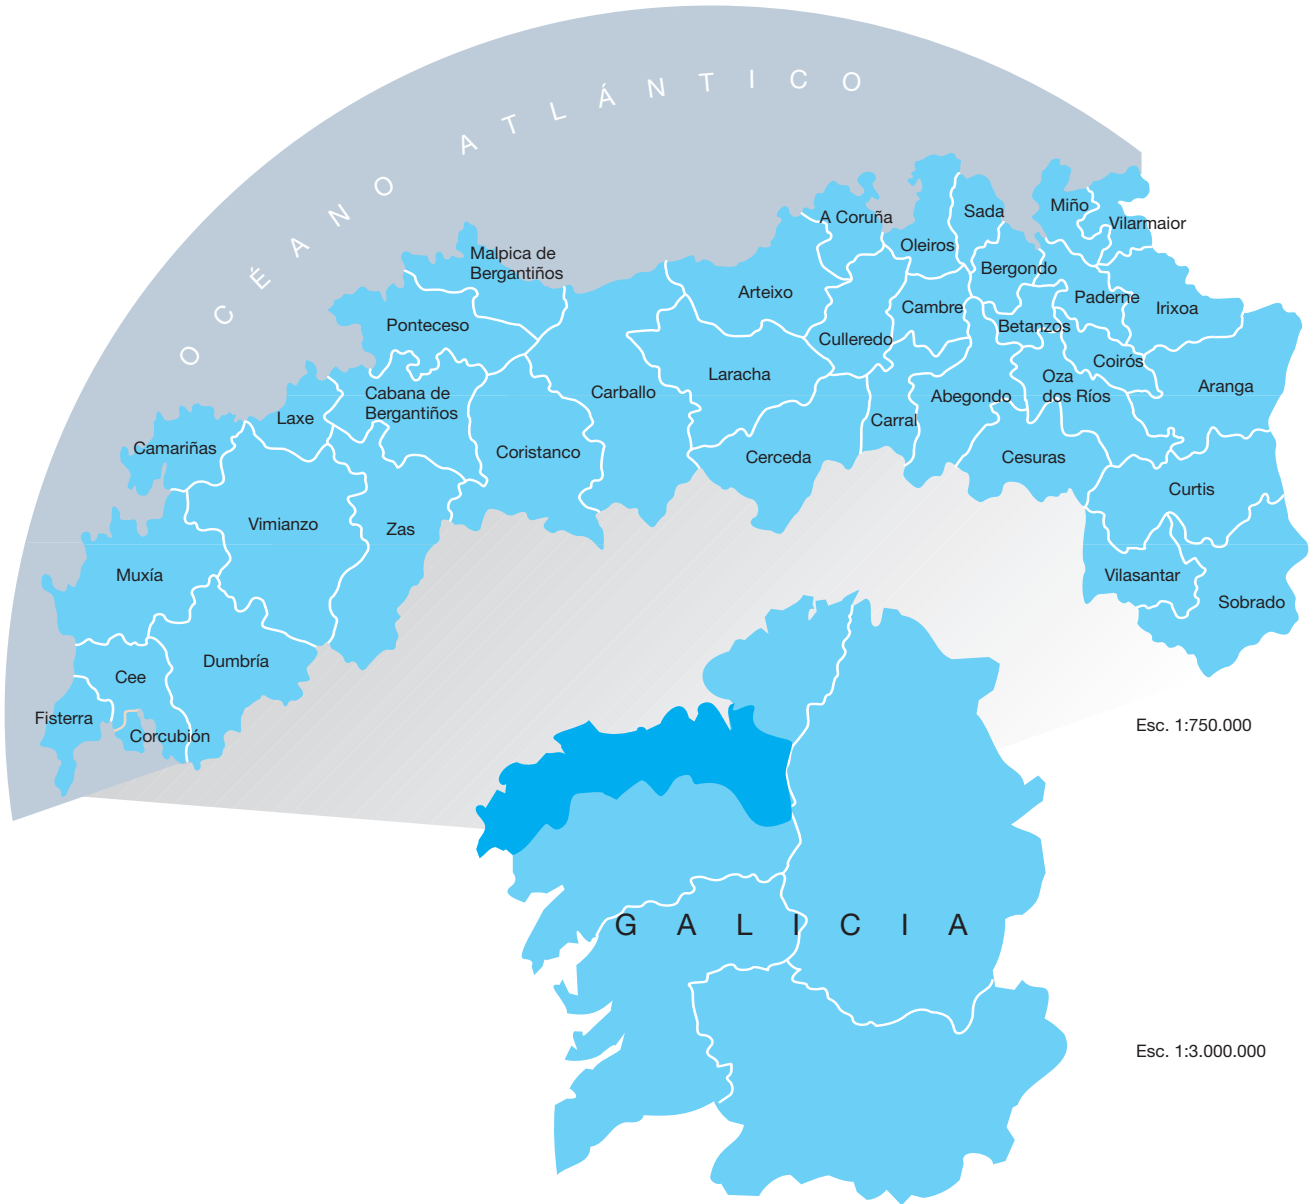 OCÉANO ATLÁNTICO
A Coruña
Sada
Miño
Vilarmaior
Oleiros
Malpica de
Bergantiños
Bergondo
Arteixo
Cambre
Paderne
Irixoa
Ponteceso
Betanzos
Culleredo
Coirós
Laracha
Oza
dos Ríos
Aranga
Cabana de
Bergantiños
Carballo
Abegondo
Laxe
Carral
Camariñas
Coristanco
Cerceda
Cesuras
Curtis
Vimianzo
Zas
Muxía
Vilasantar
Sobrado
Dumbría
Cee
Fisterra
Corcubión
Esc. 1:750.000
GALICIA
Esc. 1:3.000.000